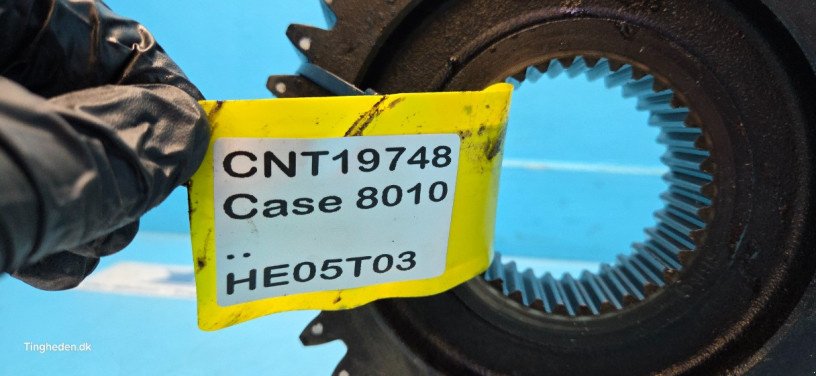 CNT19748
Case 8010
..
HE05T03
Tingheden.dk